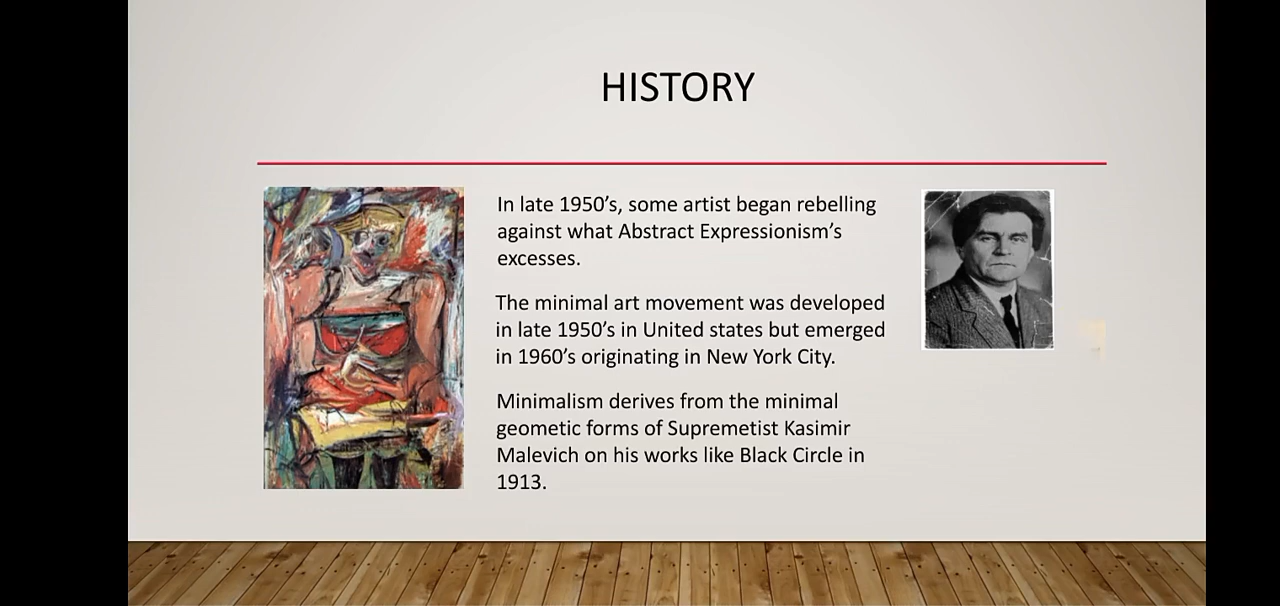 HISTORY
In late 1950’s, some artist began rebelling
against what Abstract Expressionism’s
excesses.
The minimal art movement was developed
in late 1950’s in United states but emerged
in 1960’s originating in New York City.
Minimalism derives from the minimal
geometic forms of Supremetist Kasimir
Malevich on his works like Black Circle in
1913.